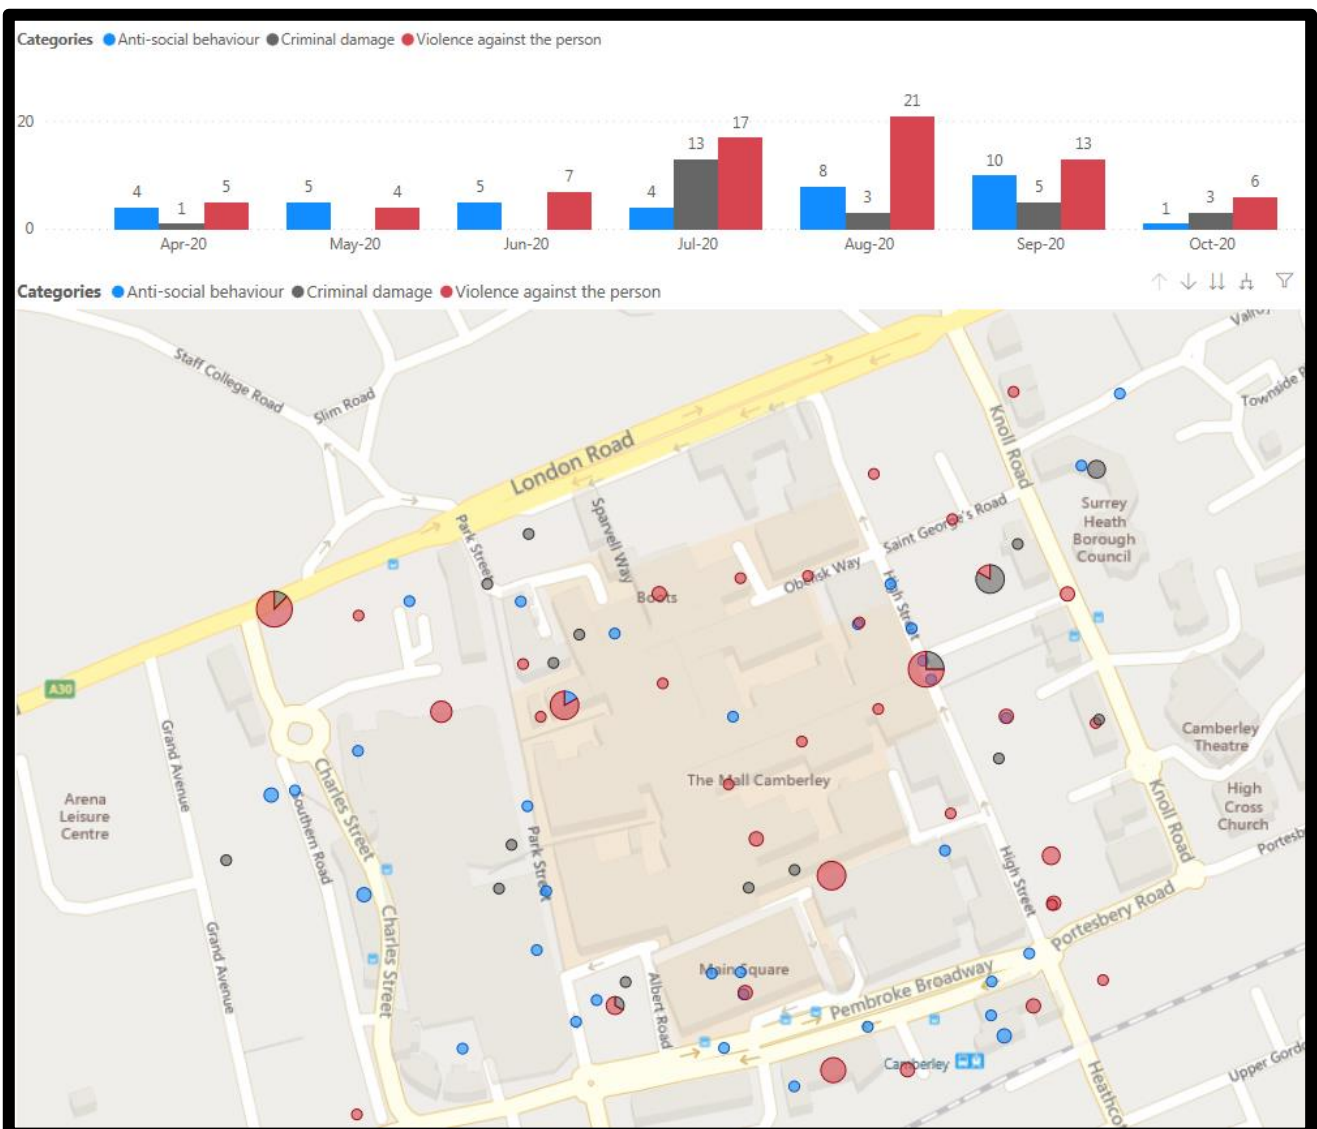 Categories Anti-social behaviour Criminal damage Violence against the person
20
0
4 1 5
5 4
5 7
4 13 17
8 3 21
10 5 13
1 3 6
Apr-20 May-20 Jun-20 Jul-20 Aug-20 Sep-20 Oct-20
Categories Anti-social behaviour Criminal damage Violence against the person
Staff College Road
Slim Road
London Road
Knoll Road
Park Street
Sparvell Way
Saint George's Road
Surrey
Heath
Borough
Council
Obelisk Way
Boots
High Street
A30
Grand Avenue
Camberley
Theatre
Charles Street
The Mall Camberley
Arena
Leisure
Centre
Southern Road
High
Cross
Church
Knoll Road
Park Street
High Street
Charles Street
Grand Avenue
Portesbery Road
Main Square
Albert Road
Pembroke Broadway
Camberley